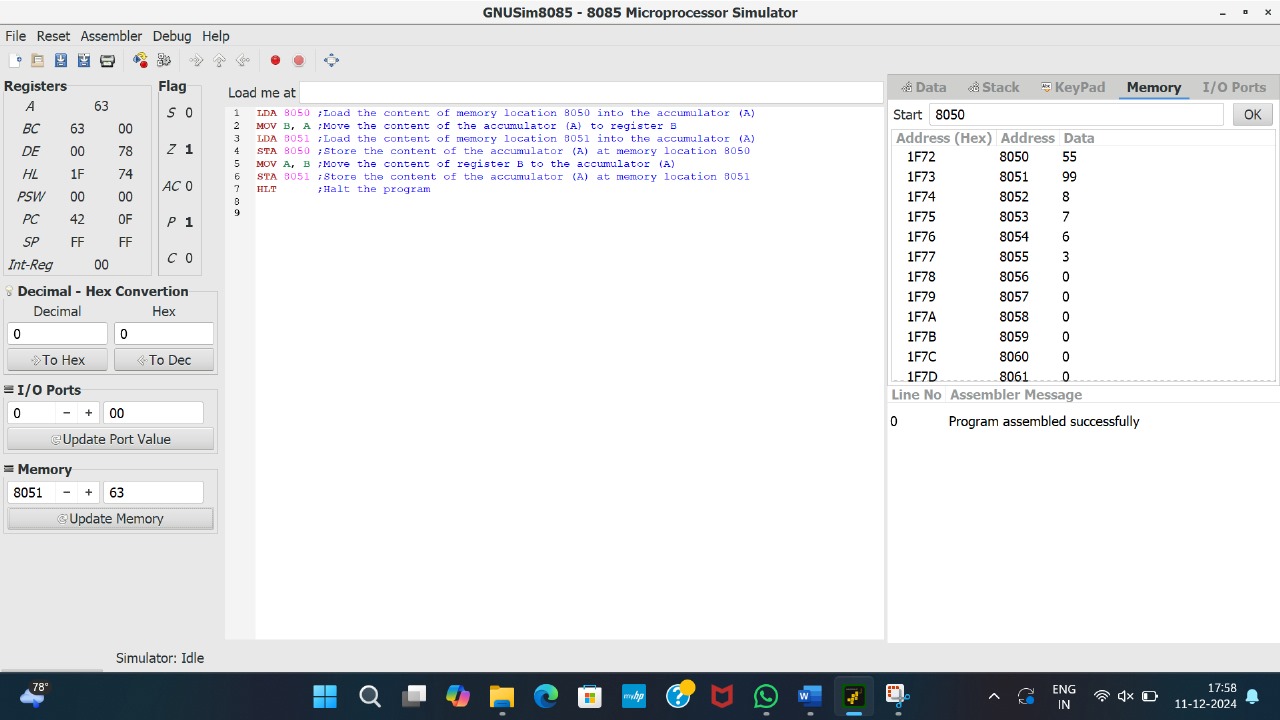 GNUSim8085 - 8085 Microprocessor Simulator
File Reset Assembler Debug Help
Registers
A 63
BC 63 00
DE 00 78
HL 1F 74
PSW 00 00
PC 42 0F
SP FF FF
Int-Reg 00
Flag
S 0
Z 1
AC 0
P 1
C 0
Decimal - Hex Convertion
Decimal Hex
0 0
To Hex To Dec
I/O Ports
0 − + 00
Update Port Value
Memory
8051 − + 63
Update Memory
Simulator: Idle
Load me at
1 LDA 8050 ;Load the content of memory location 8050 into the accumulator (A)
2 MOV B, A ;Move the content of the accumulator (A) to register B
3 LDA 8051 ;Load the content of memory location 8051 into the accumulator (A)
4 STA 8050 ;Store the content of the accumulator (A) at memory location 8050
5 MOV A, B ;Move the content of register B to the accumulator (A)
6 STA 8051 ;Store the content of the accumulator (A) at memory location 8051
7 HLT ;Halt the program
8
9
Data Stack KeyPad Memory I/O Ports
Start 8050 OK
Address (Hex) Address Data
1F72 8050 55
1F73 8051 99
1F74 8052 8
1F75 8053 7
1F76 8054 6
1F77 8055 3
1F78 8056 0
1F79 8057 0
1F7A 8058 0
1F7B 8059 0
1F7C 8060 0
1F7D 8061 0
Line No Assembler Message
0 Program assembled successfully
78°
myhp
W
ENG
IN
17:58
11-12-2024